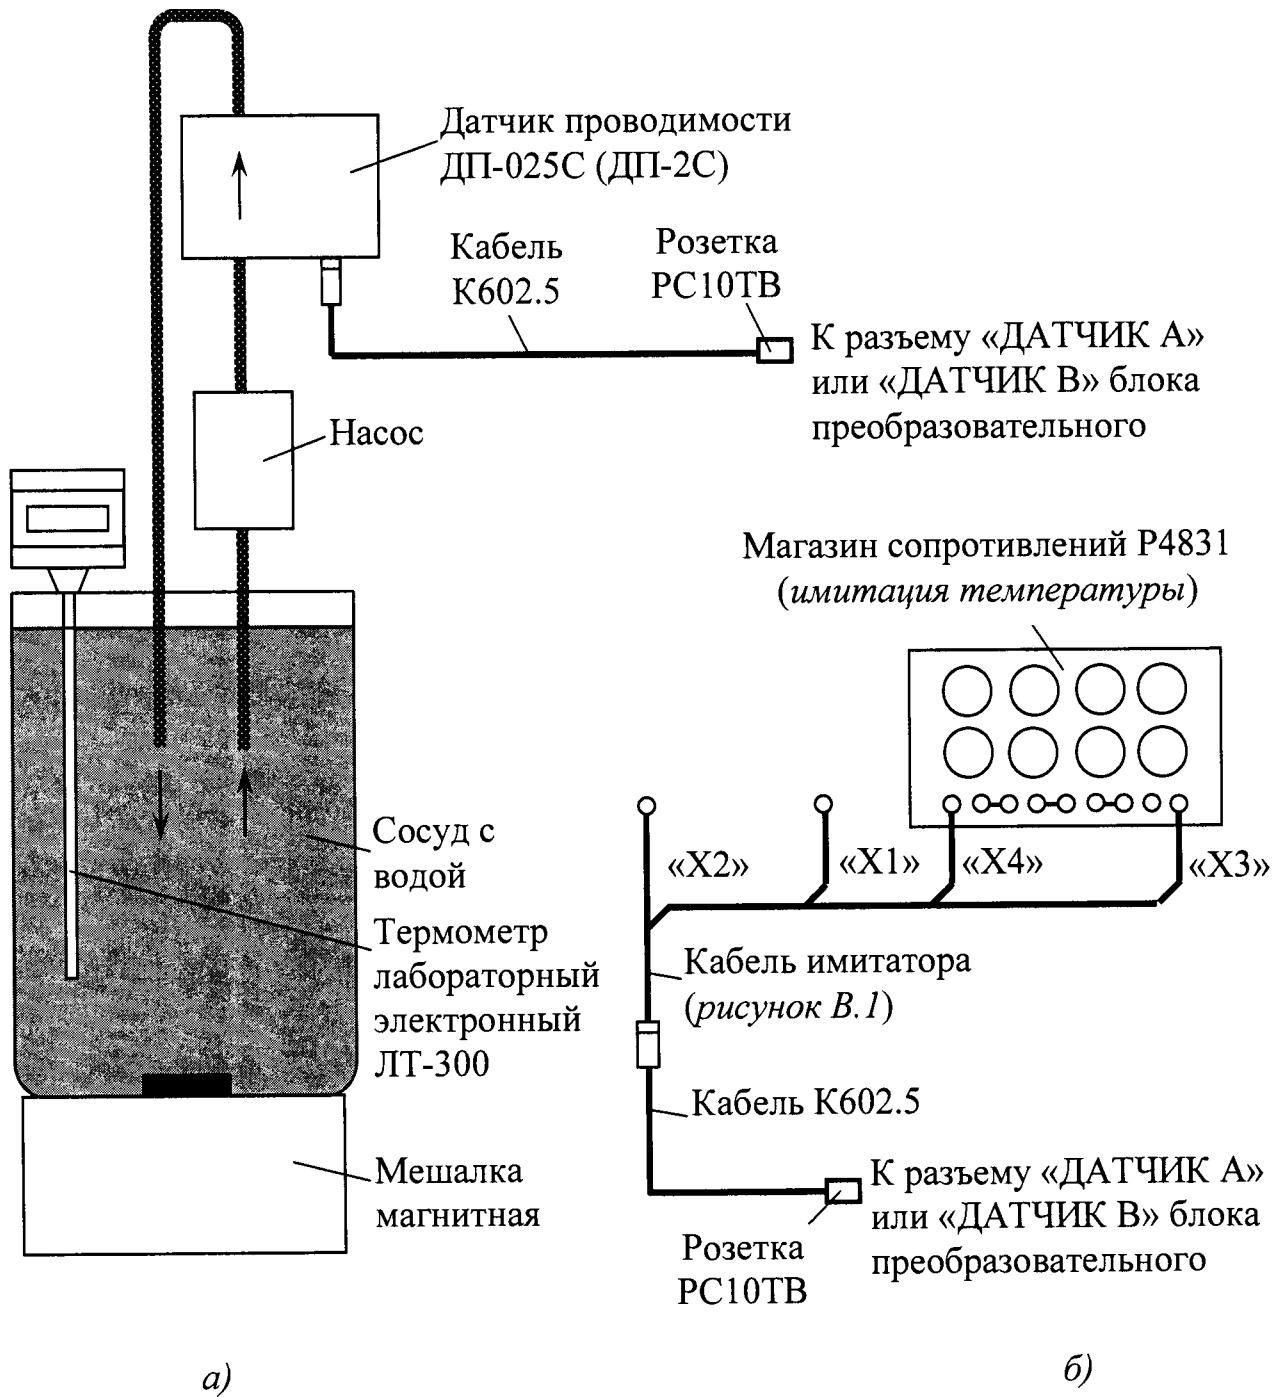 Датчик проводимости
ДП-025С (ДП-2С)
Кабель
К602.5
Розетка
РС10ТВ
К разъему «ДАТЧИК А»
или «ДАТЧИК В» блока
преобразовательного
Насос
Сосуд с
водой
Термометр
лабораторный
электронный
ЛТ-300
Мешалка
магнитная
а)
Магазин сопротивлений Р4831
(имитация температуры)
«Х2»
«Х1»
«Х4»
«Х3»
Кабель имитатора
(рисунок В.1)
Кабель К602.5
К разъему «ДАТЧИК А»
или «ДАТЧИК В» блока
преобразовательного
Розетка
РС10ТВ
б)